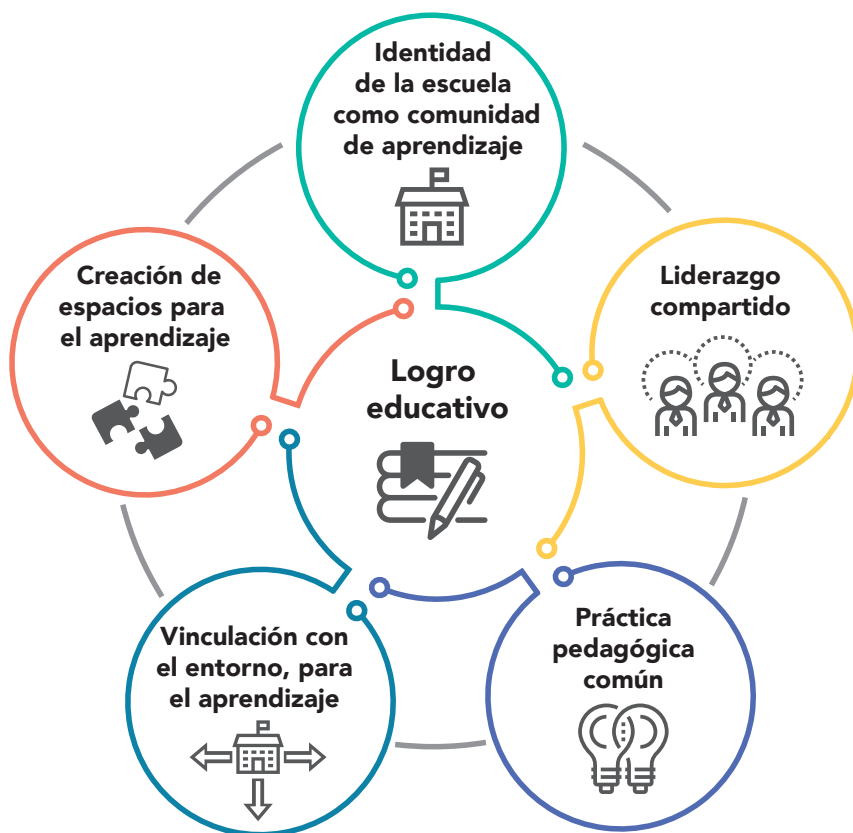 Identidad
de la escuela
como comunidad
de aprendizaje
Liderazgo
compartido
Práctica
pedagógica
común
Vinculación con
el entorno, para
el aprendizaje
Creación de
espacios para
el aprendizaje
Logro
educativo